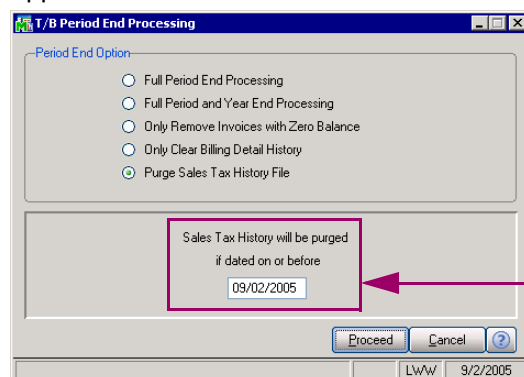 T/B Period End Processing
Period End Option
Full Period End Processing
Full Period and Year End Processing
Only Remove Invoices with Zero Balance
Only Clear Billing Detail History
Purge Sales Tax History File
Sales Tax History will be purged
if dated on or before
09/02/2005
Proceed Cancel ?
LWW 9/2/2005